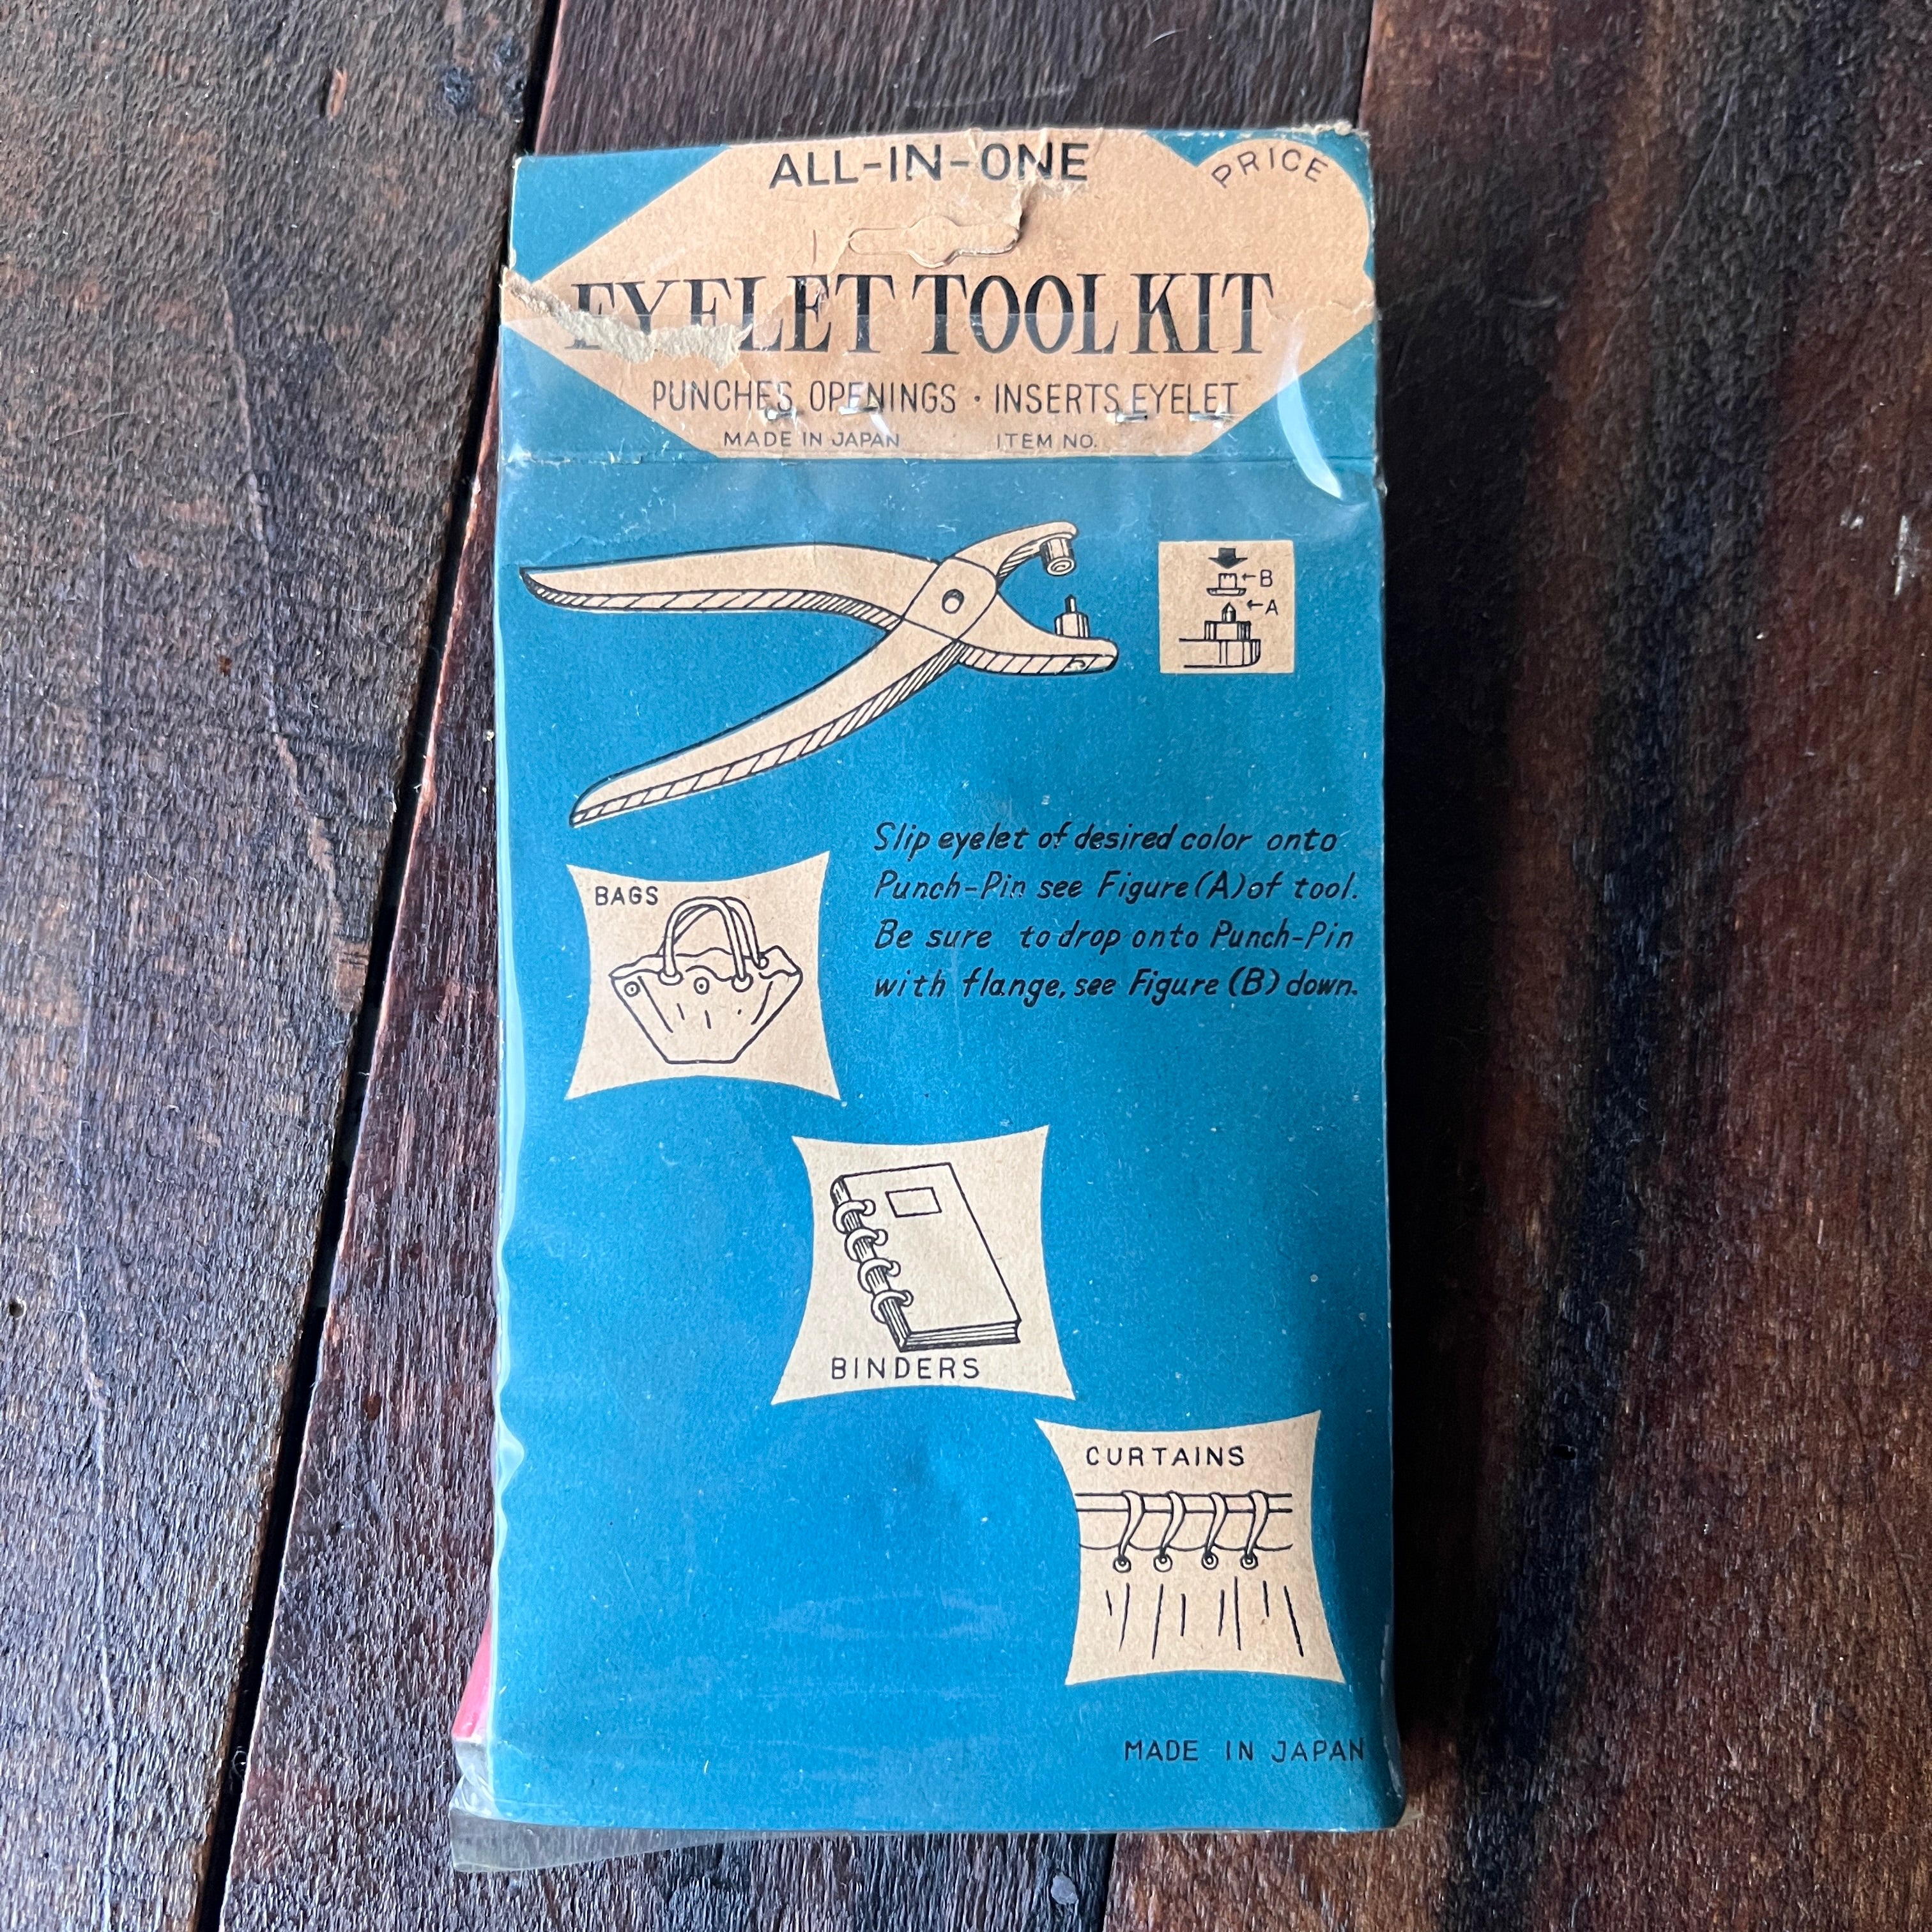 ALL-IN-ONE
PRICE
EYELET TOOL KIT
PUNCHES OPENINGS · INSERTS EYELET
MADE IN JAPAN ITEM NO.
←B
←A
Slip eyelet of desired color onto
Punch-Pin see Figure (A) of tool.
Be sure to drop onto Punch-Pin
with flange, see Figure (B) down.
BAGS
BINDERS
CURTAINS
MADE IN JAPAN